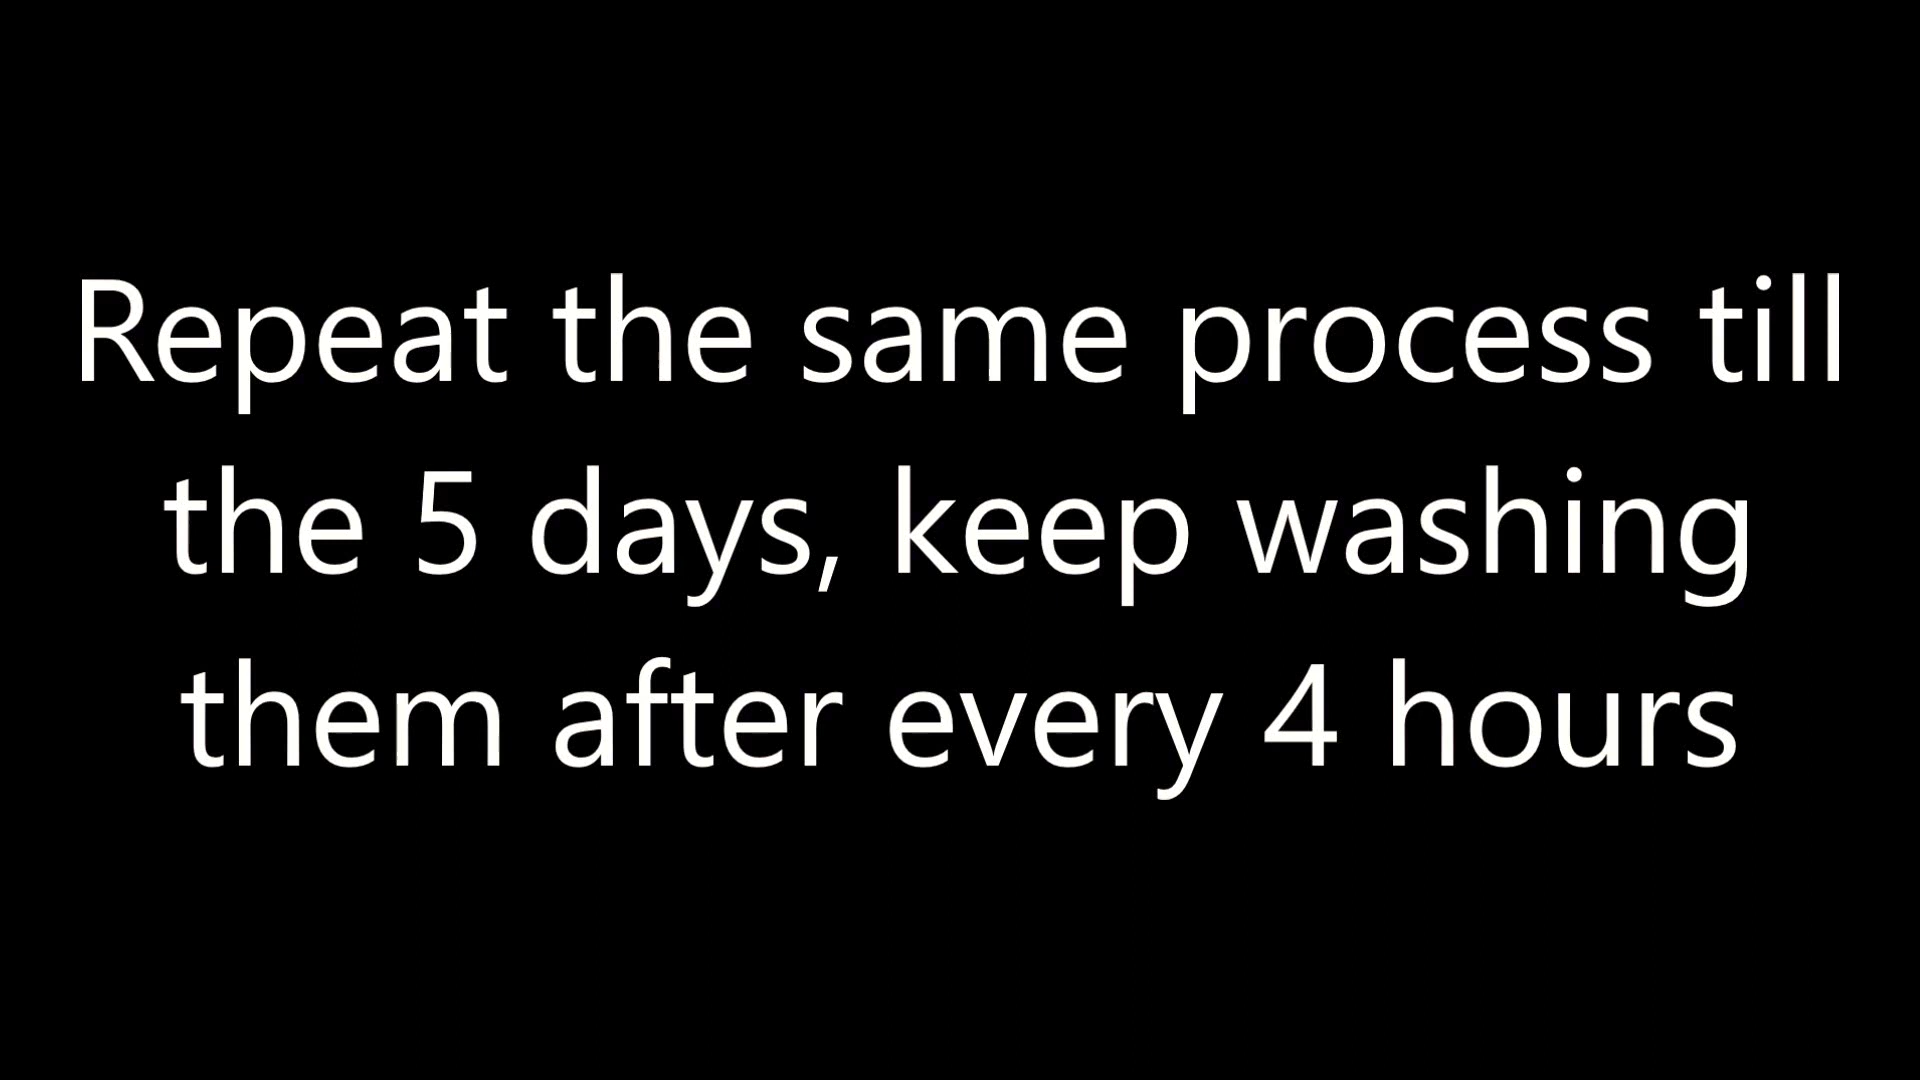 Repeat the same process till
the 5 days, keep washing
them after every 4 hours